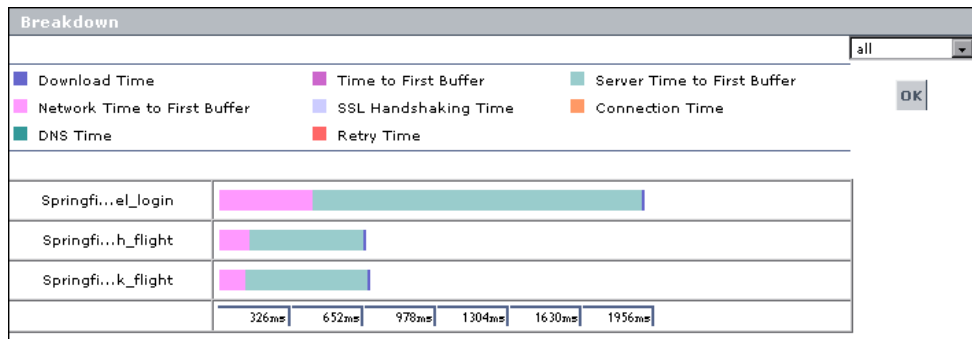 Breakdown
all
Download Time Time to First Buffer Server Time to First Buffer
Network Time to First Buffer SSL Handshaking Time Connection Time
OK
DNS Time Retry Time
Springfi...el_login
Springfi...h_flight
Springfi...k_flight
326ms 652ms 978ms 1304ms 1630ms 1956ms